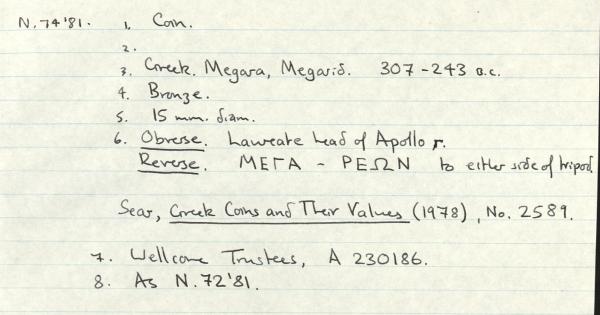 N.74'81. 1. Coin.
2.
3. Greek. Megara, Megarid. 307-243 B.C.
4. Bronze.
5. 15 mm. diam.
6. Obverse. Laureate head of Apollo r.
Reverse. ΜΕΓΑ - ΡΕΩΝ to either side of tripod.
Sear, Greek Coins and Their Values (1978), No. 2589.
7. Wellcome Trustees, A 230186.
8. As N.72'81.